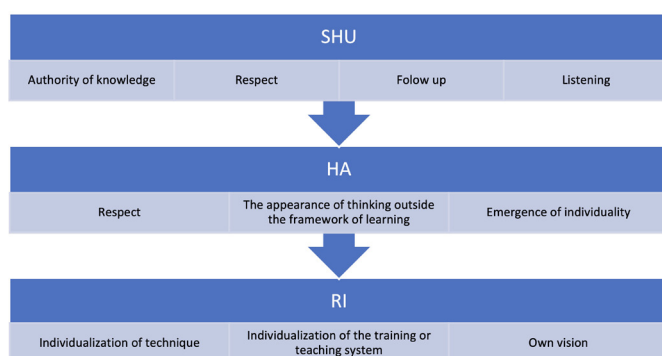 SHU
Authority of knowledge
Respect
Folow up
Listening
HA
Respect
The appearance of thinking outside
the framework of learning
Emergence of individuality
RI
Individualization of technique
Individualization of the training or
teaching system
Own vision